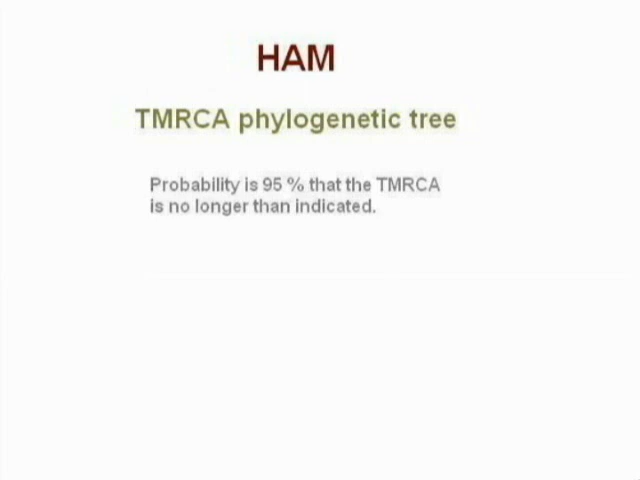 HAM
TMRCA phylogenetic tree
Probability is 95 % that the TMRCA
is no longer than indicated.